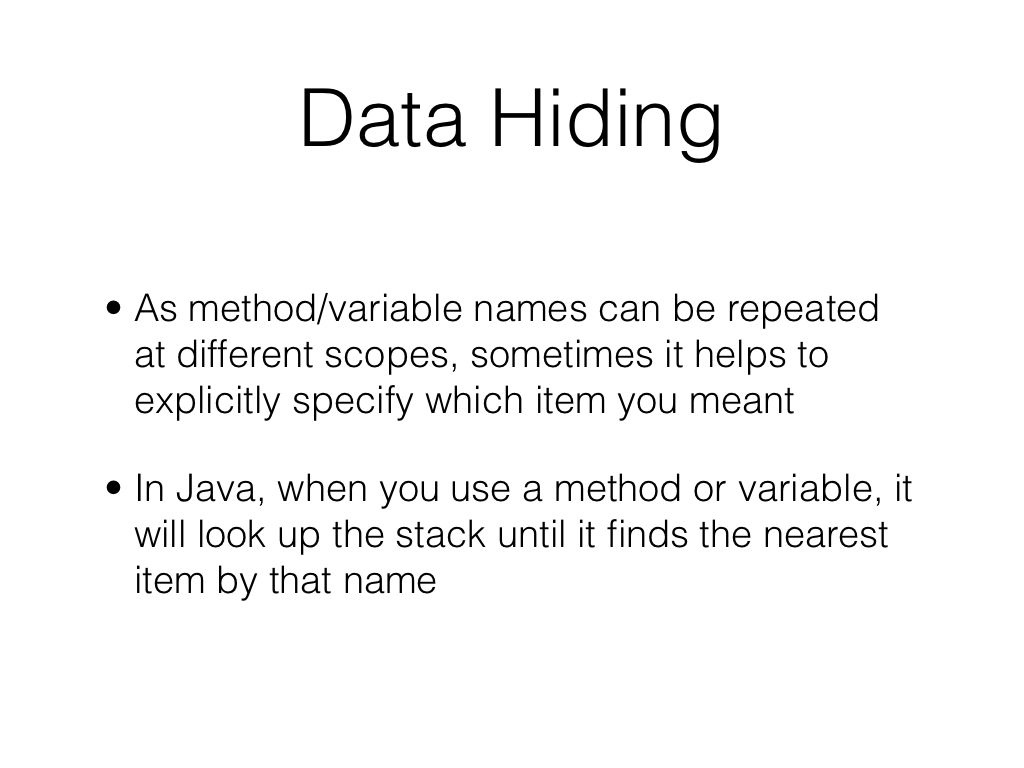 Data Hiding
• As method/variable names can be repeated
at different scopes, sometimes it helps to
explicitly specify which item you meant
• In Java, when you use a method or variable, it
will look up the stack until it finds the nearest
item by that name